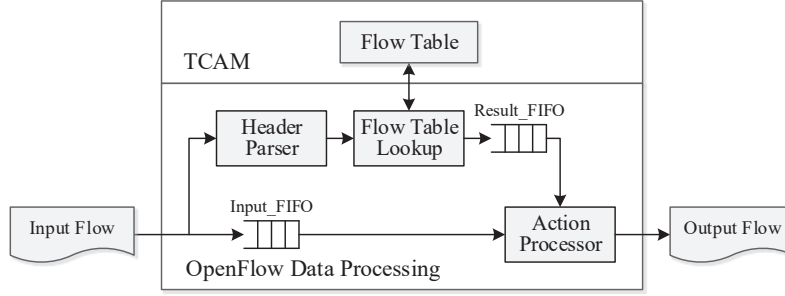 Flow Table
TCAM
Result_FIFO
Header
Parser
Flow Table
Lookup
Input_FIFO
Input Flow
Action
Processor
Output Flow
OpenFlow Data Processing